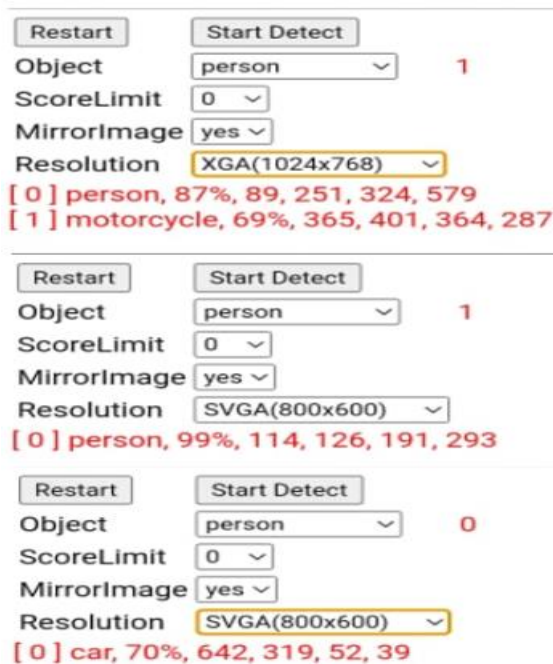 Restart Start Detect
Object person 1
ScoreLimit 0
MirrorImage yes
Resolution XGA(1024x768)
[ 0 ] person, 87%, 89, 251, 324, 579
[ 1 ] motorcycle, 69%, 365, 401, 364, 287
Restart Start Detect
Object person 1
ScoreLimit 0
MirrorImage yes
Resolution SVGA(800x600)
[ 0 ] person, 99%, 114, 126, 191, 293
Restart Start Detect
Object person 0
ScoreLimit 0
MirrorImage yes
Resolution SVGA(800x600)
[ 0 ] car, 70%, 642, 319, 52, 39